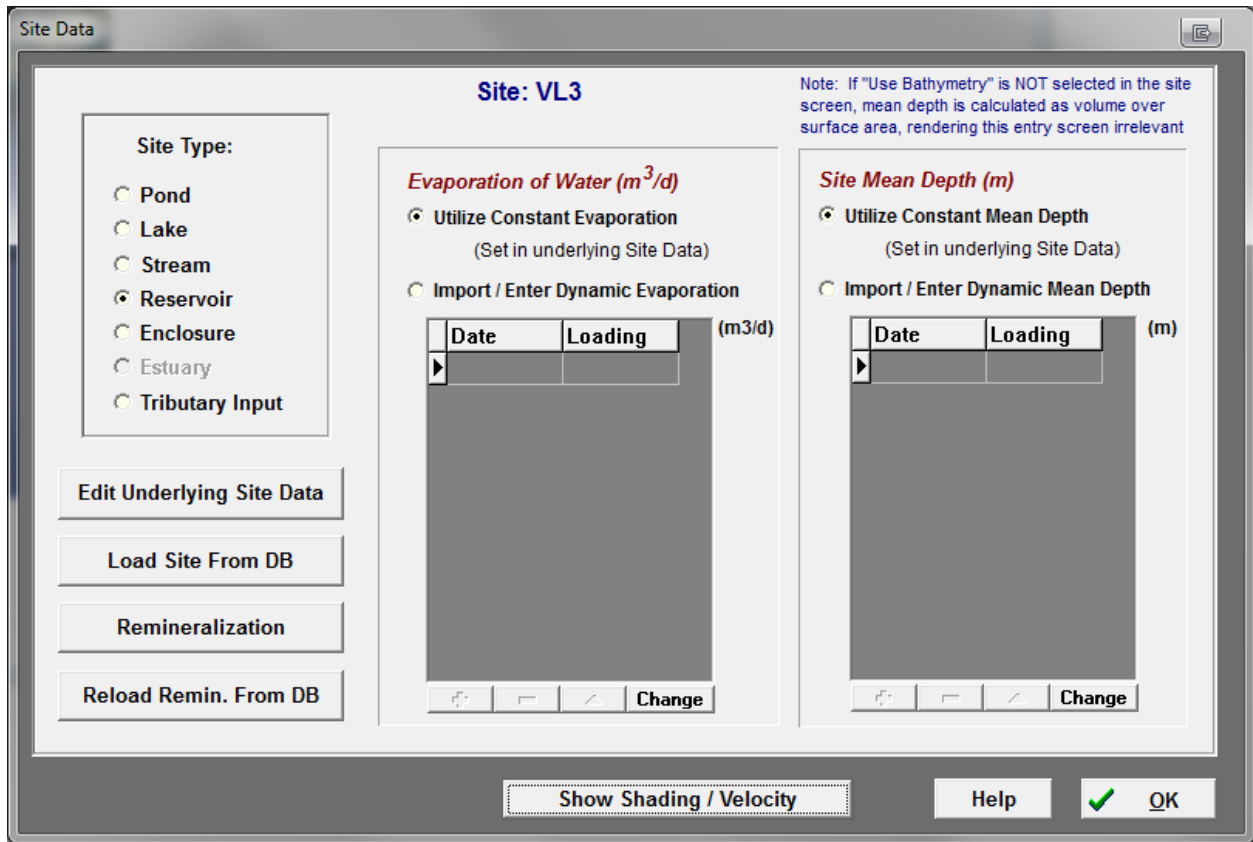 Site Data
Site: VL3
Note: If "Use Bathymetry" is NOT selected in the site
screen, mean depth is calculated as volume over
surface area, rendering this entry screen irrelevant
Site Type:
Pond
Lake
Stream
Reservoir
Enclosure
Estuary
Tributary Input
Edit Underlying Site Data
Load Site From DB
Remineralization
Reload Remin. From DB
Evaporation of Water (m³/d)
Utilize Constant Evaporation
(Set in underlying Site Data)
Import / Enter Dynamic Evaporation
Date Loading (m3/d)
Change
Site Mean Depth (m)
Utilize Constant Mean Depth
(Set in underlying Site Data)
Import / Enter Dynamic Mean Depth
Date Loading (m)
Change
Show Shading / Velocity
Help
OK